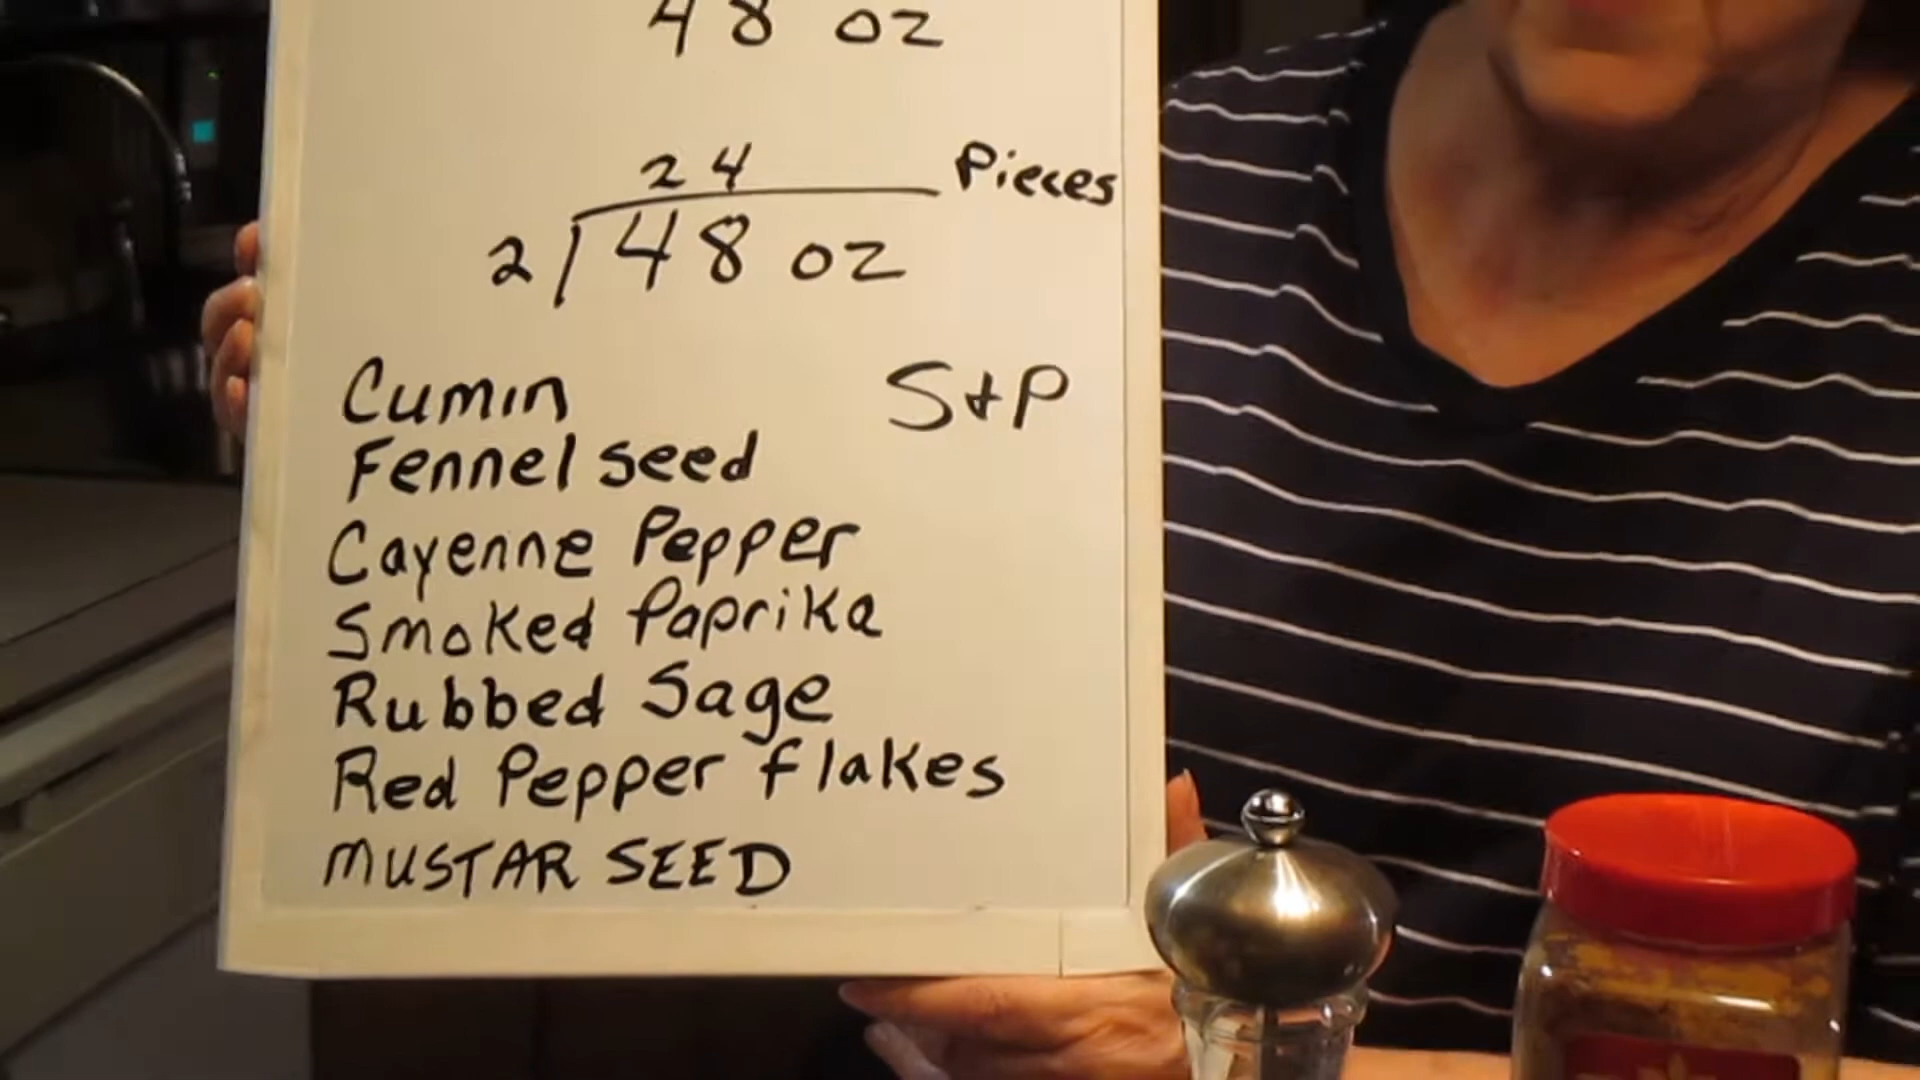 48 oz
24 Pieces
2 48 oz
Cumin S+P
Fennel seed
Cayenne Pepper
Smoked Paprika
Rubbed Sage
Red Pepper flakes
MUSTAR SEED